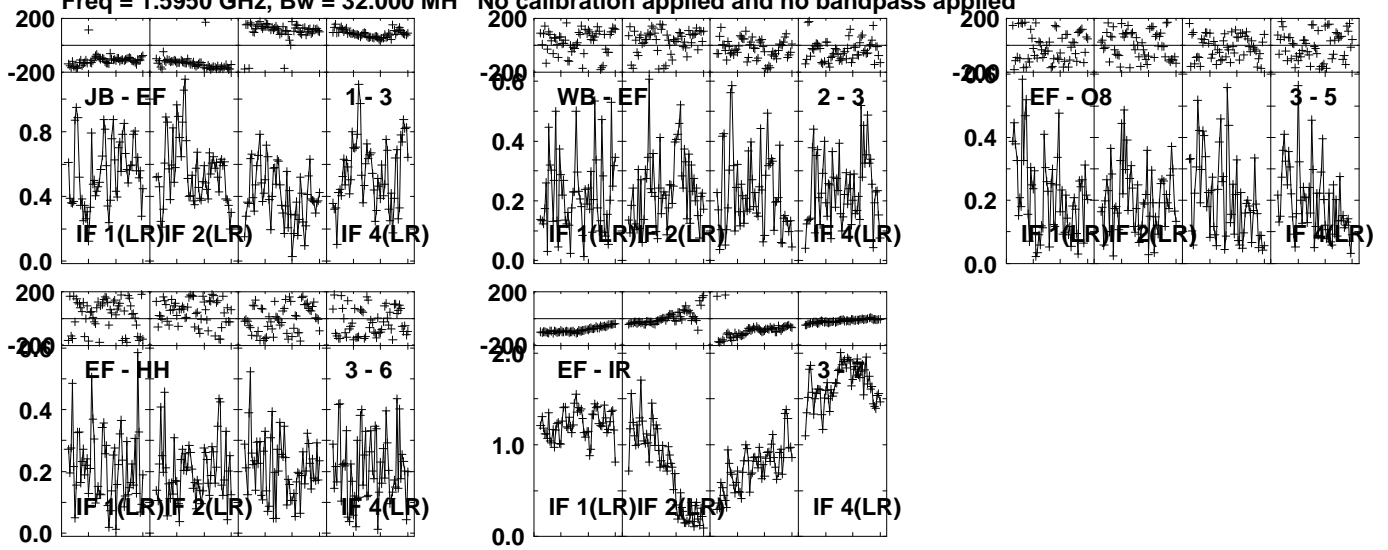 Freq = 1.5950 GHz, Bw = 32.000 MH No calibration applied and no bandpass applied
200
-200
JB - EF 1 - 3
0.8
0.4
0.0
IF 1(LR) IF 2(LR) IF 4(LR)
200
-200
0.6
WB - EF 2 - 3
0.4
0.2
0.0
IF 1(LR) IF 2(LR) IF 4(LR)
200
-200
0.6
EF - O8 3 - 5
0.4
0.2
0.0
IF 1(LR) IF 2(LR) IF 4(LR)
200
-200
0.6
EF - HH 3 - 6
0.4
0.2
0.0
IF 1(LR) IF 2(LR) IF 4(LR)
200
-200
2.0
EF - IR 3 - 7
1.0
0.0
IF 1(LR) IF 2(LR) IF 4(LR)